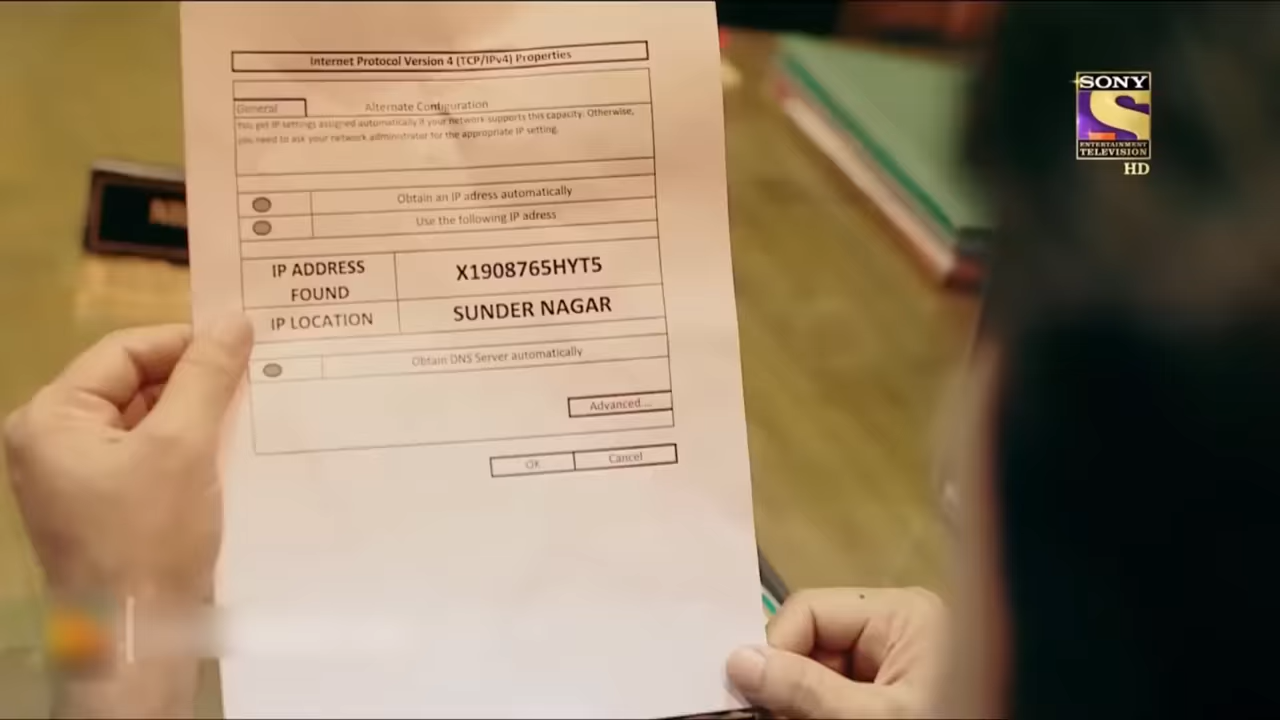 Internet Protocol Version 4 (TCP/IPv4) Properties
General
Alternate Configuration
You get IP settings assigned automatically if your network supports this capacity. Otherwise,
you need to ask your network administrator for the appropriate IP setting.
Obtain an IP adress automatically
Use the following IP adress
IP ADDRESS
FOUND
X1908765HYT5
IP LOCATION
SUNDER NAGAR
Obtain DNS Server automatically
Advanced...
OK
Cancel
SONY
ENTERTAINMENT
TELEVISION
HD